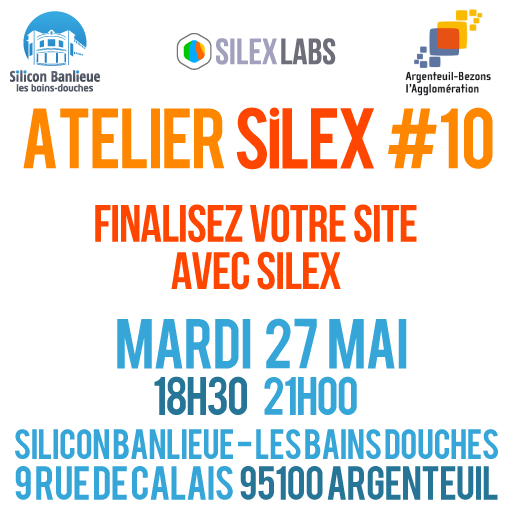 Silicon Banlieue
les bains-douches
SILEX LABS
Argenteuil-Bezons
l'Agglomération
ATELIER SiLEX #10
FINALISEZ VOTRE SITE
AVEC SILEX
MARDI 27 MAI
18H30 21H00
SILICON BANLIEUE - LES BAINS DOUCHES
9 RUE DE CALAIS 95100 ARGENTEUIL